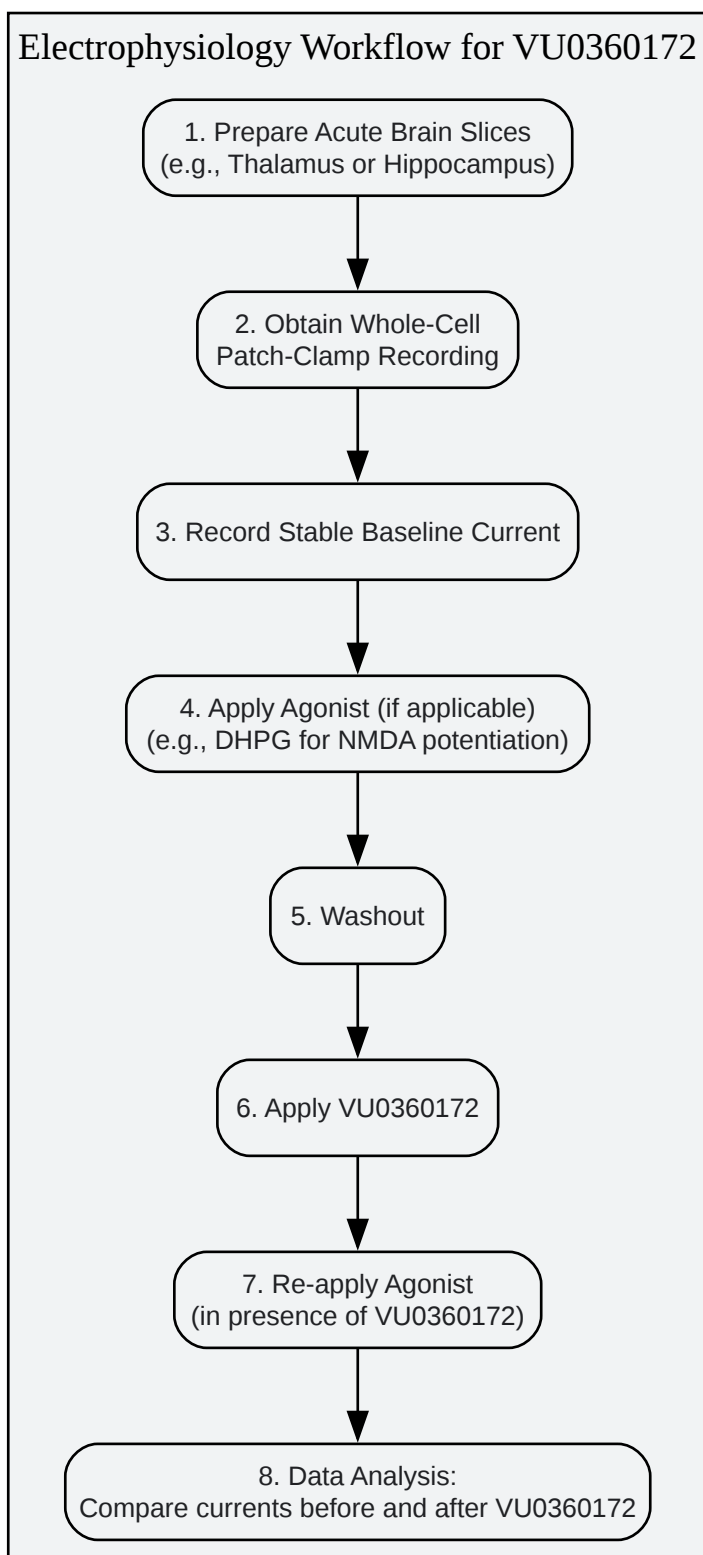 Electrophysiology Workflow for VU0360172
1. Prepare Acute Brain Slices
(e.g., Thalamus or Hippocampus)
2. Obtain Whole-Cell
Patch-Clamp Recording
3. Record Stable Baseline Current
4. Apply Agonist (if applicable)
(e.g., DHPG for NMDA potentiation)
5. Washout
6. Apply VU0360172
7. Re-apply Agonist
(in presence of VU0360172)
8. Data Analysis:
Compare currents before and after VU0360172